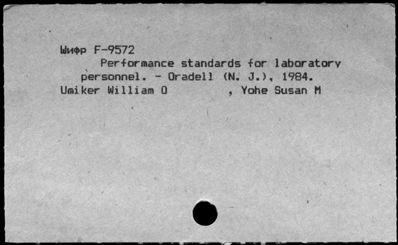 Шифр F-9572
Performance standards for laboratory
personnel. - Oradell (N. J.), 1984.
Umiker William O , Yohe Susan M